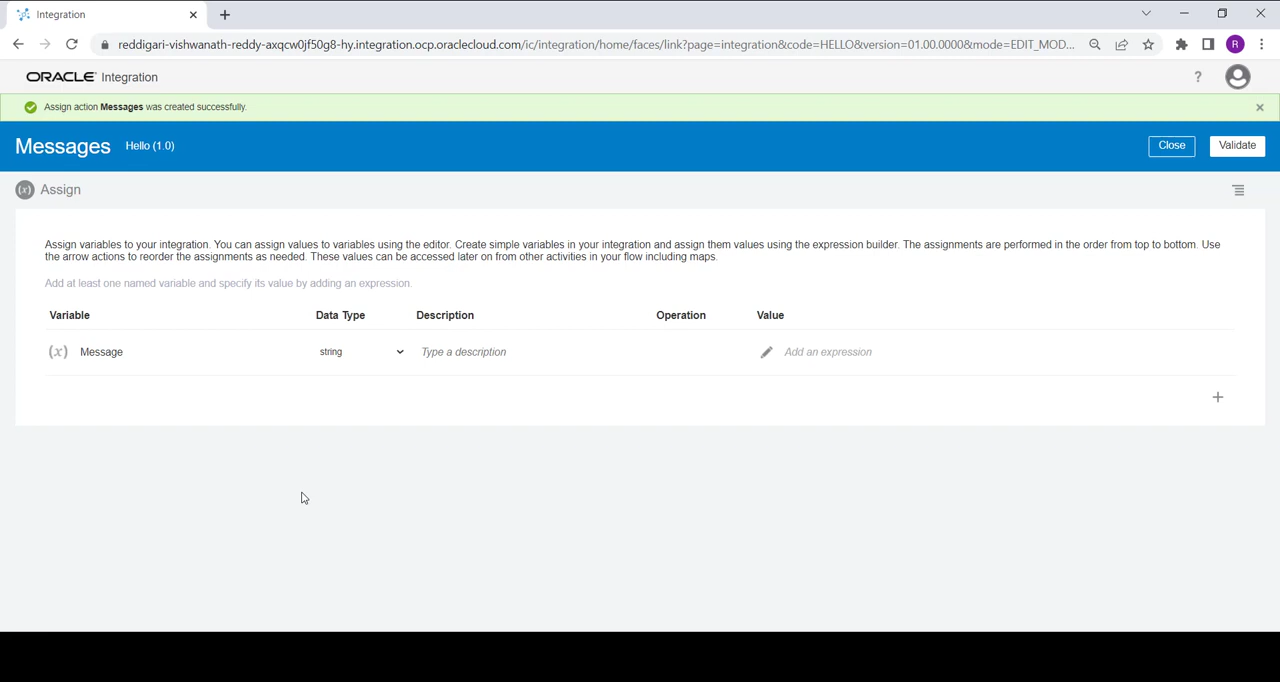 Integration
reddigari-vishwanath-reddy-axqcw0jf50g8-hy.integration.ocp.oraclecloud.com/ic/integration/home/faces/link?page=integration&code=HELLO&version=01.00.0000&mode=EDIT_MOD...
R
ORACLE Integration
?
Assign action Messages was created successfully.
Messages Hello (1.0)
Close Validate
(x) Assign
Assign variables to your integration. You can assign values to variables using the editor. Create simple variables in your integration and assign them values using the expression builder. The assignments are performed in the order from top to bottom. Use
the arrow actions to reorder the assignments as needed. These values can be accessed later on from other activities in your flow including maps.
Add at least one named variable and specify its value by adding an expression.
Variable Data Type Description Operation Value
(x) Message string Type a description Add an expression